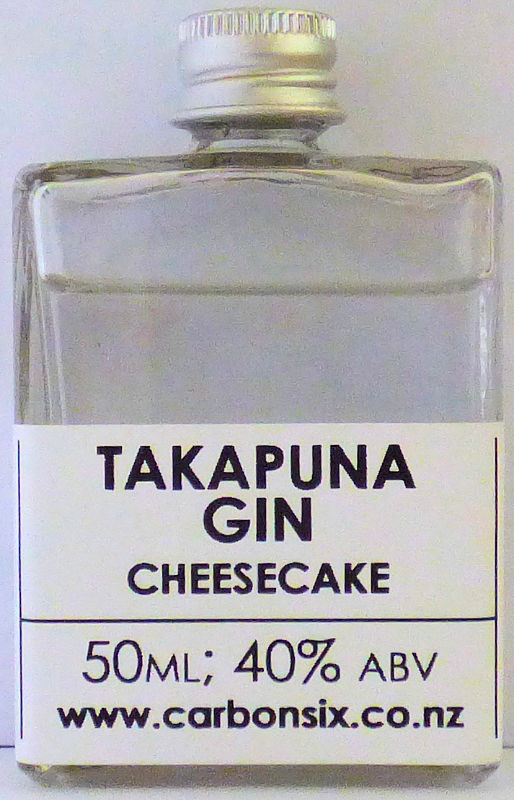 TAKAPUNA
GIN
CHEESECAKE
50ML; 40% ABV
www.carbonsix.co.nz